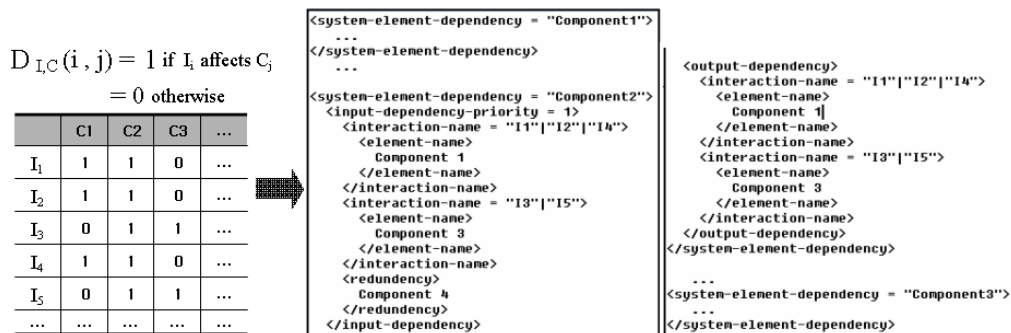 D I,C (i , j) = 1 if Ii affects Cj
= 0 otherwise
C1 C2 C3 ...
I1 1 1 0 ...
I2 1 1 0 ...
I3 0 1 1 ...
I4 1 1 0 ...
I5 0 1 1 ...
... ... ... ... ...
<system-element-dependency = "Component1">
...
</system-element-dependency>
...
<system-element-dependency = "Component2">
<input-dependency-priority = 1>
<interaction-name = "I1"|"I2"|"I4">
<element-name>
Component 1
</element-name>
</interaction-name>
<interaction-name = "I3"|"I5">
<element-name>
Component 3
</element-name>
</interaction-name>
<redundency>
Component 4
</redundency>
</input-dependency>
<output-dependency>
<interaction-name = "I1"|"I2"|"I4">
<element-name>
Component 1
</element-name>
</interaction-name>
<interaction-name = "I3"|"I5">
<element-name>
Component 3
</element-name>
</interaction-name>
</output-dependency>
</system-element-dependency>
...
<system-element-dependency = "Component3">
...
</system-element-dependency>